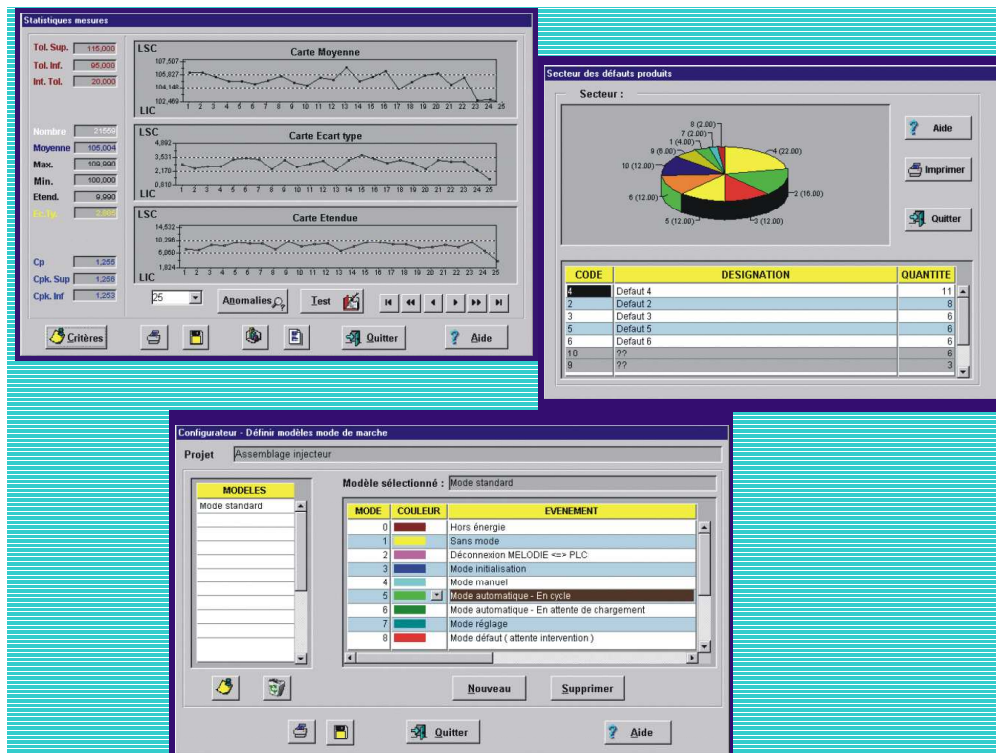 Statistiques mesures
Tol. Sup. 115,000
Tol. Inf. 95,000
Int. Tol. 20,000
Nombre 21569
Moyenne 105,004
Max. 109,990
Min. 100,000
Etend. 9,990
Ec.Ty.
Cp 1,255
Cpk. Sup 1,256
Cpk. Inf 1,253
LSC
Carte Moyenne
107,507
105,827
104,148
102,469
1 2 3 4 5 6 7 8 9 10 11 12 13 14 15 16 17 18 19 20 21 22 23 24 25
LIC
LSC
Carte Ecart type
4,892
3,531
2,170
0,810
1 2 3 4 5 6 7 8 9 10 11 12 13 14 15 16 17 18 19 20 21 22 23 24 25
LIC
LSC
Carte Etendue
14,532
10,296
6,060
1,824
1 2 3 4 5 6 7 8 9 10 11 12 13 14 15 16 17 18 19 20 21 22 23 24 25
LIC
25
Anomalies
Test
Critères
Quitter
Aide
Secteur des défauts produits
Secteur :
8 (2.00)
7 (2.00)
1 (4.00)
9 (6.00)
10 (12.00)
6 (12.00)
5 (12.00)
3 (12.00)
2 (16.00)
4 (22.00)
Aide
Imprimer
Quitter
CODE DESIGNATION QUANTITE
4 Defaut 4 11
2 Defaut 2 8
3 Defaut 3 6
5 Defaut 5 6
6 Defaut 6 6
10 ?? 6
9 ?? 3
Configurateur - Définir modèles mode de marche
Projet Assemblage injecteur
MODELES
Mode standard
Modèle sélectionné : Mode standard
MODE COULEUR EVENEMENT
0 Hors énergie
1 Sans mode
2 Déconnexion MELODIE <=> PLC
3 Mode initialisation
4 Mode manuel
5 Mode automatique - En cycle
6 Mode automatique - En attente de chargement
7 Mode réglage
8 Mode défaut ( attente intervention )
Nouveau
Supprimer
Quitter
Aide